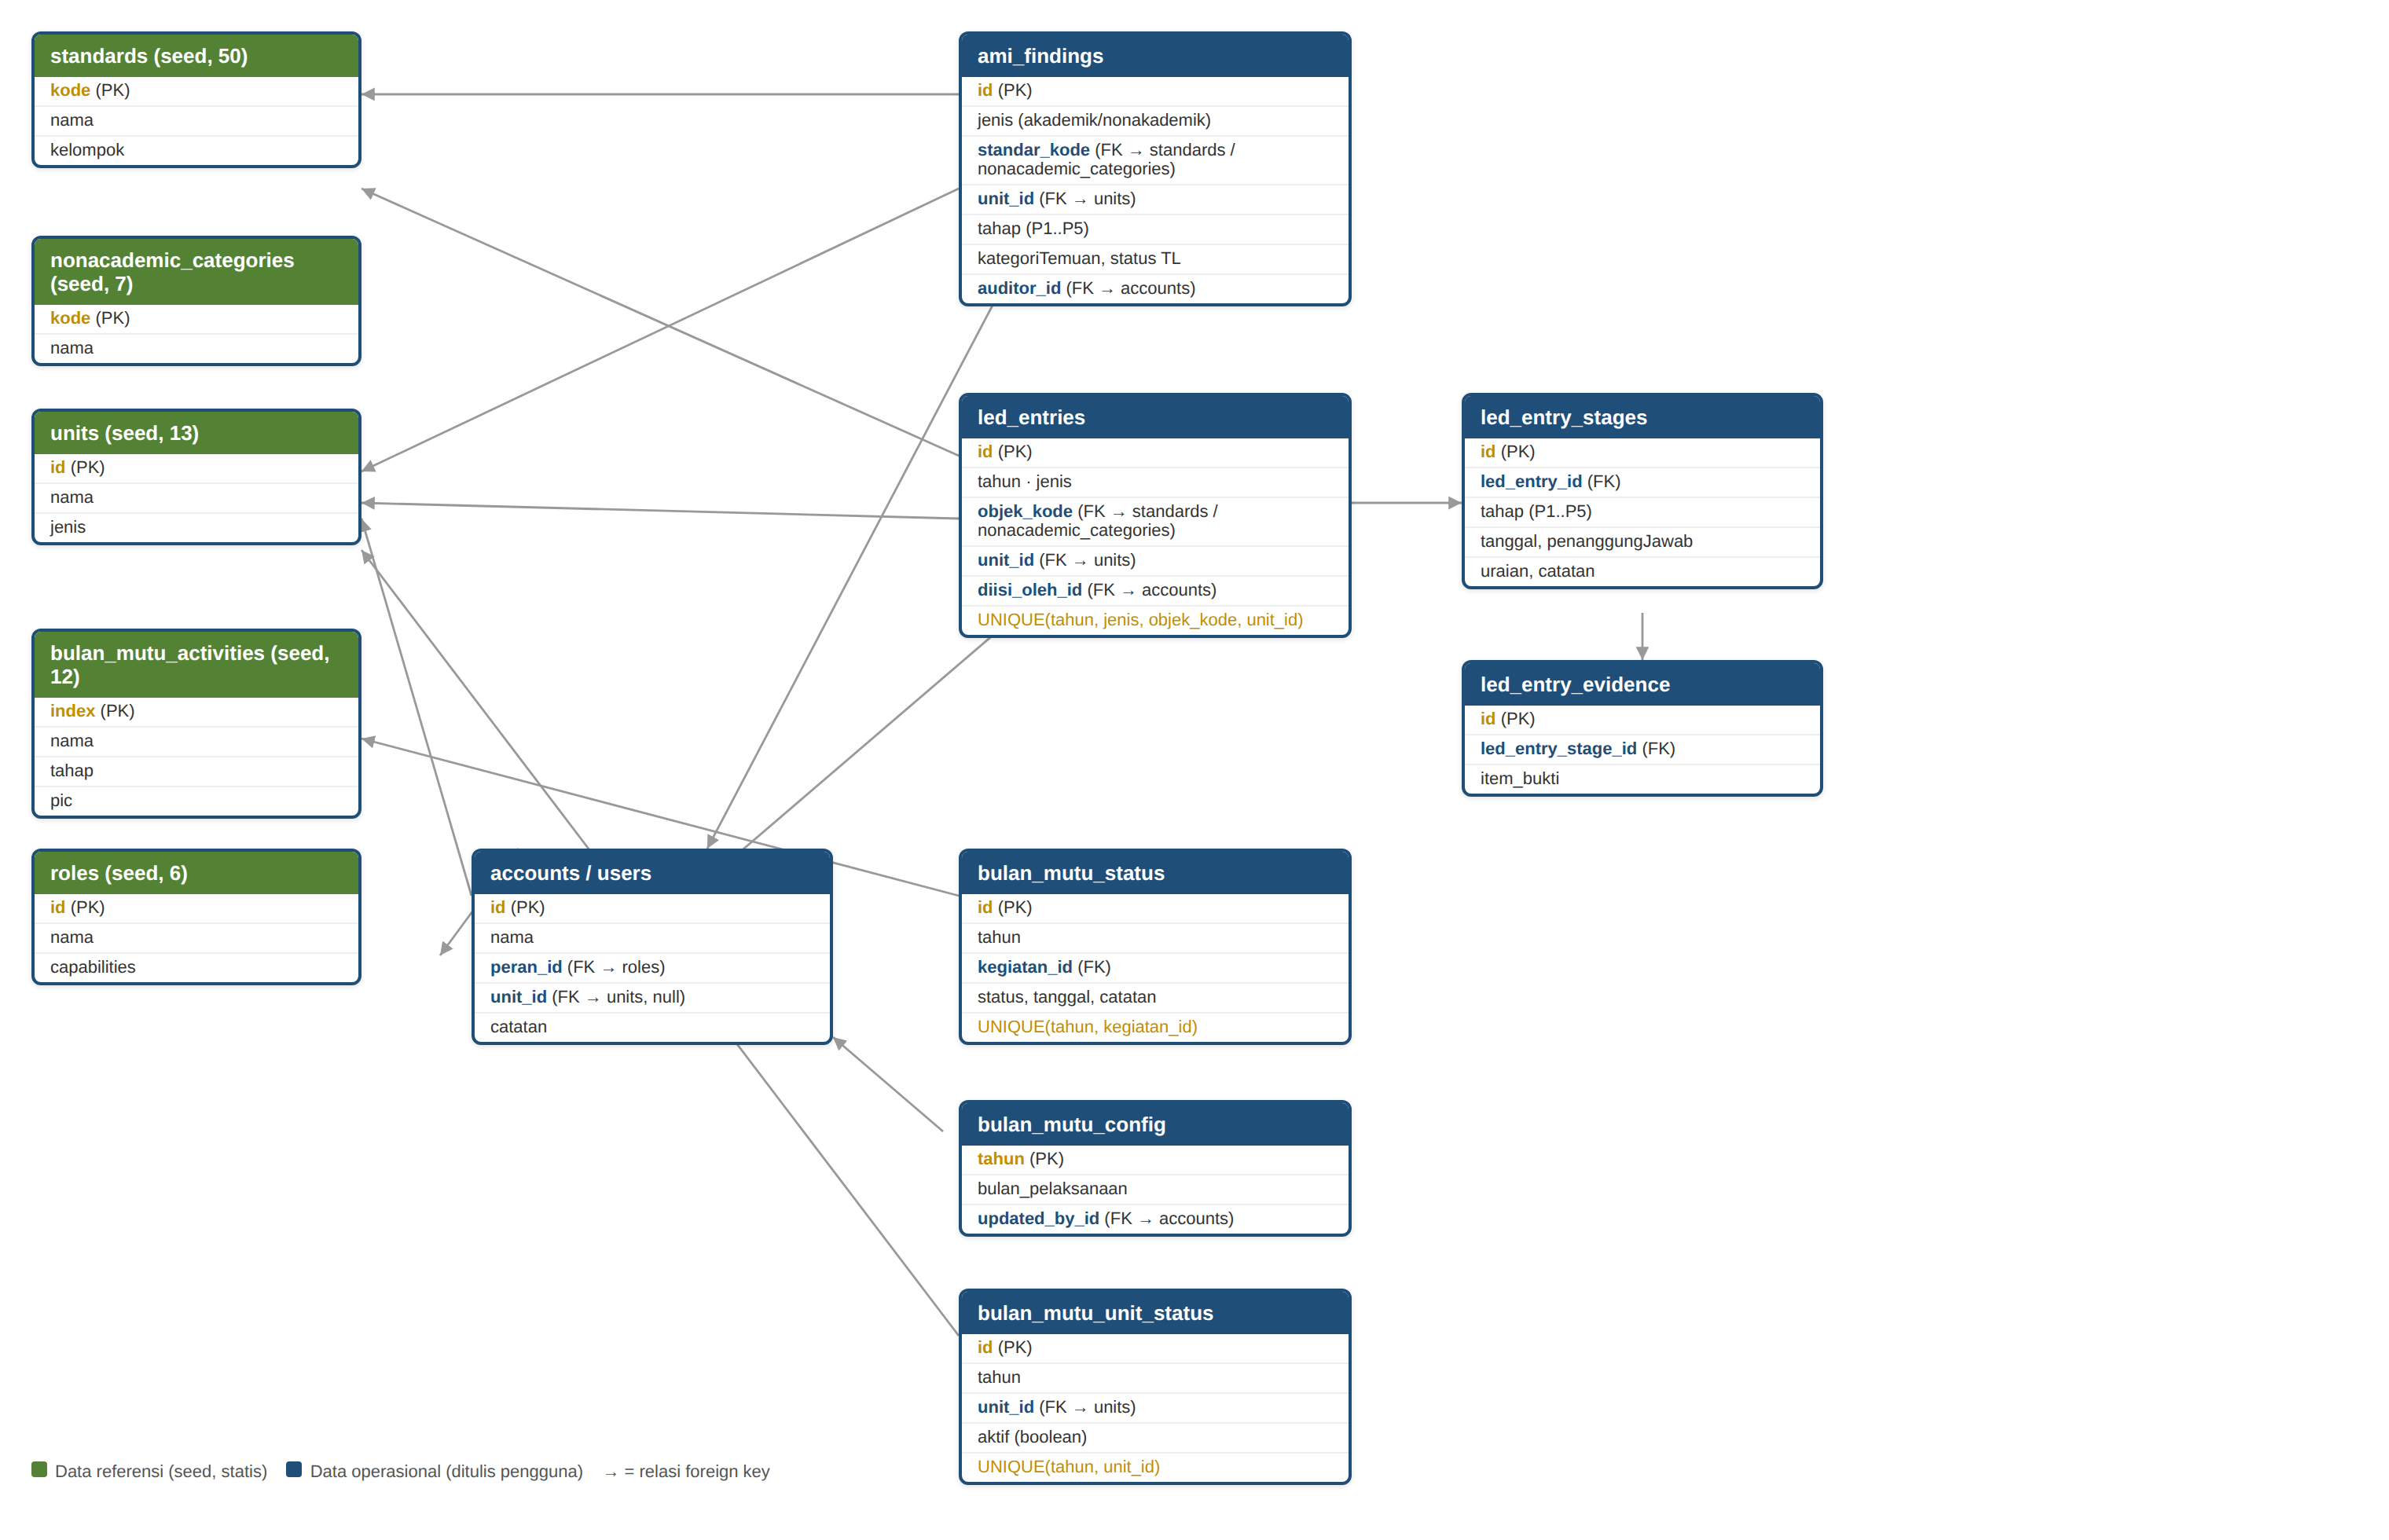 standards (seed, 50)
kode (PK)
nama
kelompok
nonacademic_categories
(seed, 7)
kode (PK)
nama
units (seed, 13)
id (PK)
nama
jenis
bulan_mutu_activities (seed,
12)
index (PK)
nama
tahap
pic
roles (seed, 6)
id (PK)
nama
capabilities
accounts / users
id (PK)
nama
peran_id (FK → roles)
unit_id (FK → units, null)
catatan
ami_findings
id (PK)
jenis (akademik/nonakademik)
standar_kode (FK → standards /
nonacademic_categories)
unit_id (FK → units)
tahap (P1..P5)
kategoriTemuan, status TL
auditor_id (FK → accounts)
led_entries
id (PK)
tahun · jenis
objek_kode (FK → standards /
nonacademic_categories)
unit_id (FK → units)
diisi_oleh_id (FK → accounts)
UNIQUE(tahun, jenis, objek_kode, unit_id)
led_entry_stages
id (PK)
led_entry_id (FK)
tahap (P1..P5)
tanggal, penanggungJawab
uraian, catatan
led_entry_evidence
id (PK)
led_entry_stage_id (FK)
item_bukti
bulan_mutu_status
id (PK)
tahun
kegiatan_id (FK)
status, tanggal, catatan
UNIQUE(tahun, kegiatan_id)
bulan_mutu_config
tahun (PK)
bulan_pelaksanaan
updated_by_id (FK → accounts)
bulan_mutu_unit_status
id (PK)
tahun
unit_id (FK → units)
aktif (boolean)
UNIQUE(tahun, unit_id)
Data referensi (seed, statis) Data operasional (ditulis pengguna) → = relasi foreign key